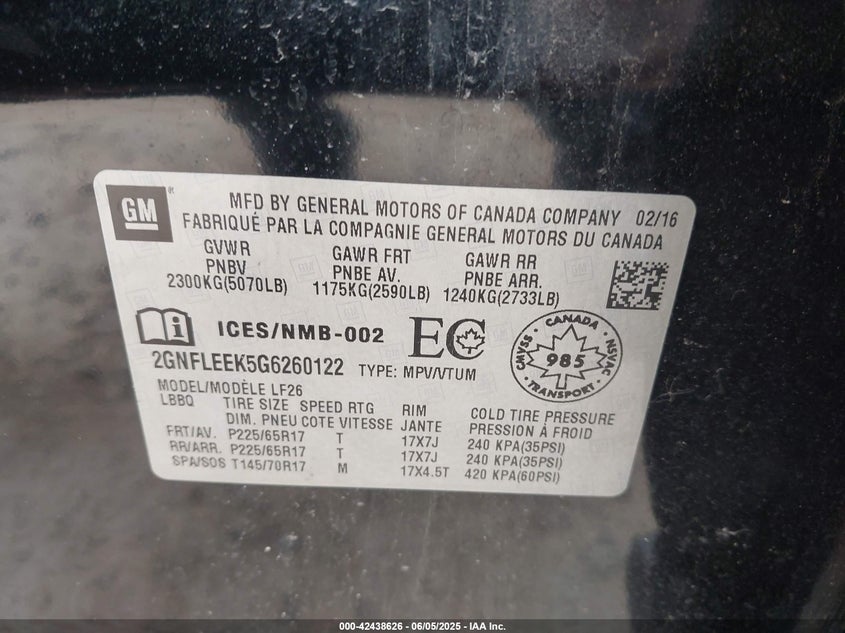 GM
MFD BY GENERAL MOTORS OF CANADA COMPANY 02/16
FABRIQUÉ PAR LA COMPAGNIE GENERAL MOTORS DU CANADA
GVWR GAWR FRT GAWR RR
PNBV PNBE AV. PNBE ARR.
2300KG(5070LB) 1175KG(2590LB) 1240KG(2733LB)
ICES/NMB-002 EC
CANADA
CMVSS 985 NSVAC
TRANSPORT
2GNFLEEK5G6260122 TYPE: MPV/VTUM
MODEL/MODÈLE LF26
LBBQ TIRE SIZE SPEED RTG RIM COLD TIRE PRESSURE
DIM. PNEU COTE VITESSE JANTE PRESSION À FROID
FRT/AV. P225/65R17 T 17X7J 240 KPA(35PSI)
RR/ARR. P225/65R17 T 17X7J 240 KPA(35PSI)
SPA/SOS T145/70R17 M 17X4.5T 420 KPA(60PSI)
000-42438626 - 06/05/2025 - IAA Inc.